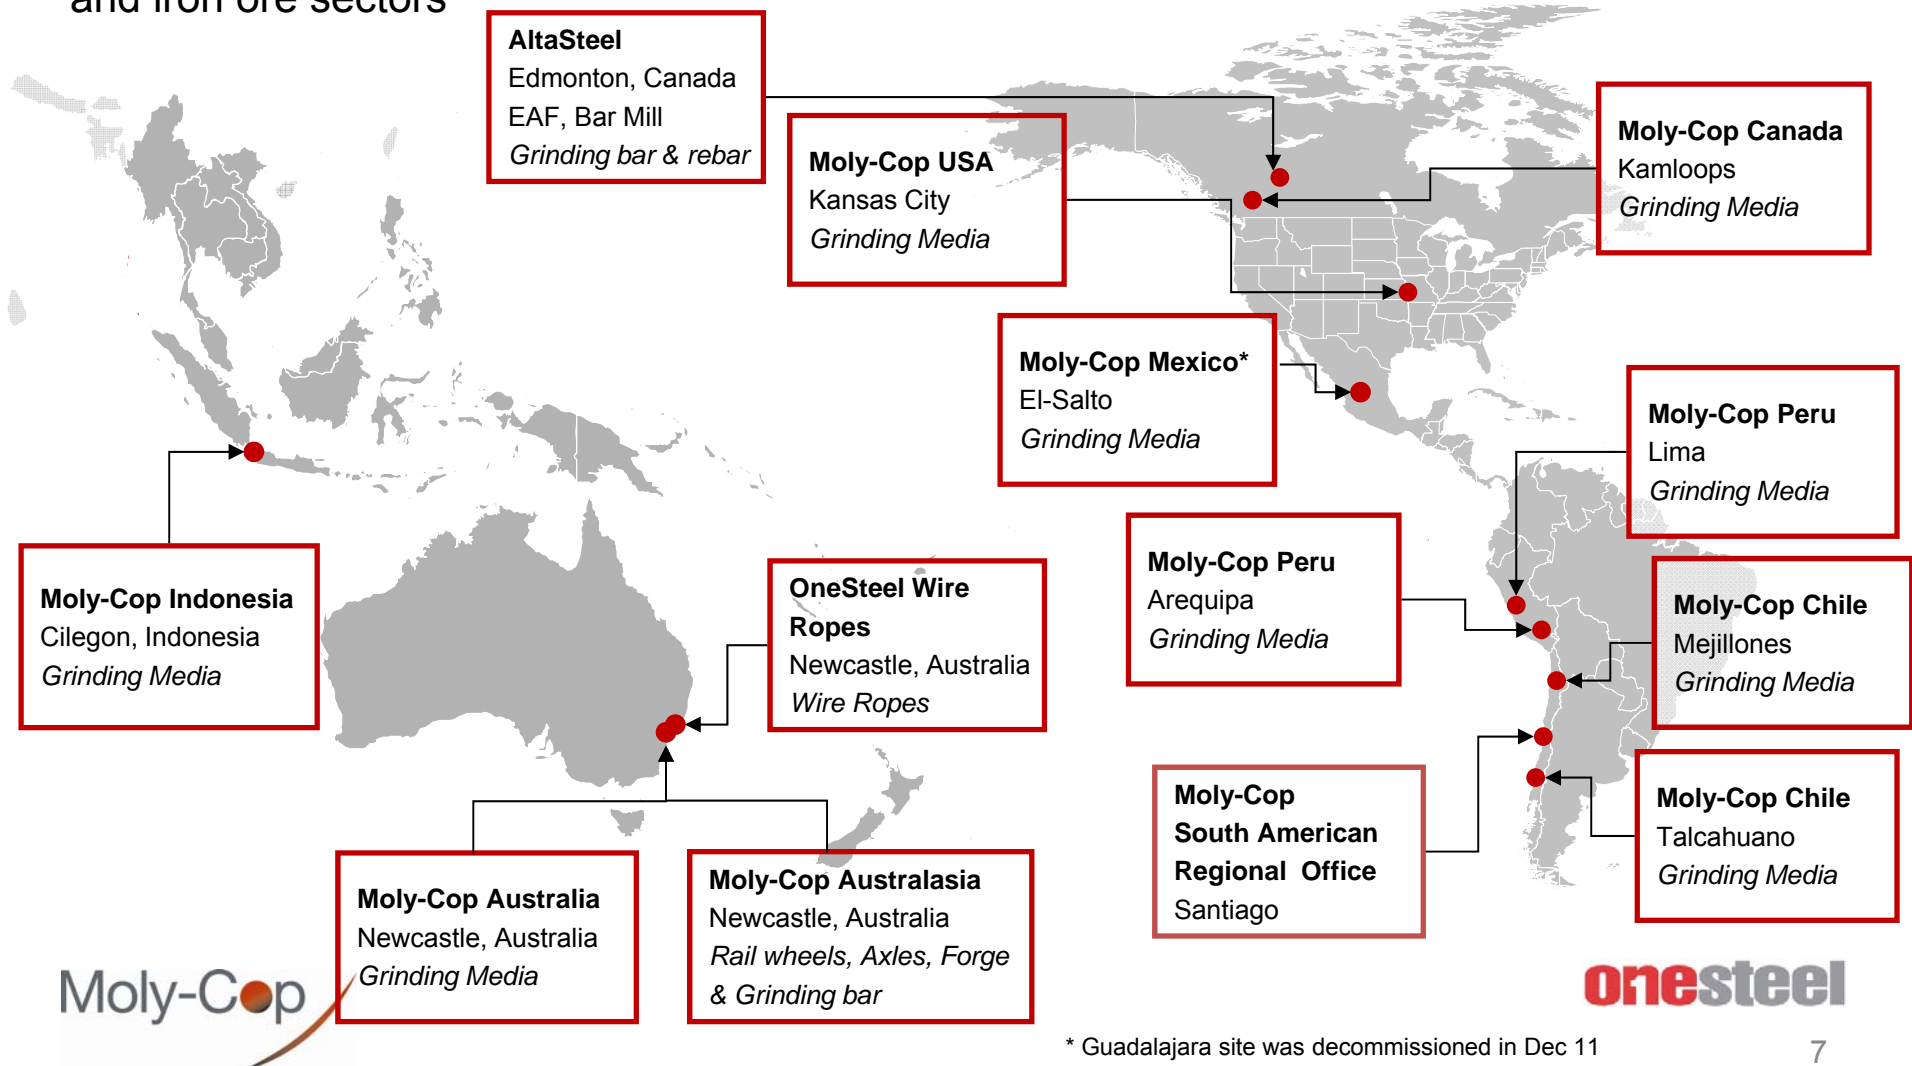 and iron ore sectors
AltaSteel
Edmonton, Canada
EAF, Bar Mill
Grinding bar & rebar
Moly-Cop USA
Kansas City
Grinding Media
Moly-Cop Canada
Kamloops
Grinding Media
Moly-Cop Mexico*
El-Salto
Grinding Media
Moly-Cop Peru
Lima
Grinding Media
Moly-Cop Indonesia
Cilegon, Indonesia
Grinding Media
OneSteel Wire
Ropes
Newcastle, Australia
Wire Ropes
Moly-Cop Peru
Arequipa
Grinding Media
Moly-Cop Chile
Mejillones
Grinding Media
Moly-Cop
South American
Regional Office
Santiago
Moly-Cop Chile
Talcahuano
Grinding Media
Moly-Cop Australia
Newcastle, Australia
Grinding Media
Moly-Cop Australasia
Newcastle, Australia
Rail wheels, Axles, Forge
& Grinding bar
Moly-Cop
onesteel
* Guadalajara site was decommissioned in Dec 11
7